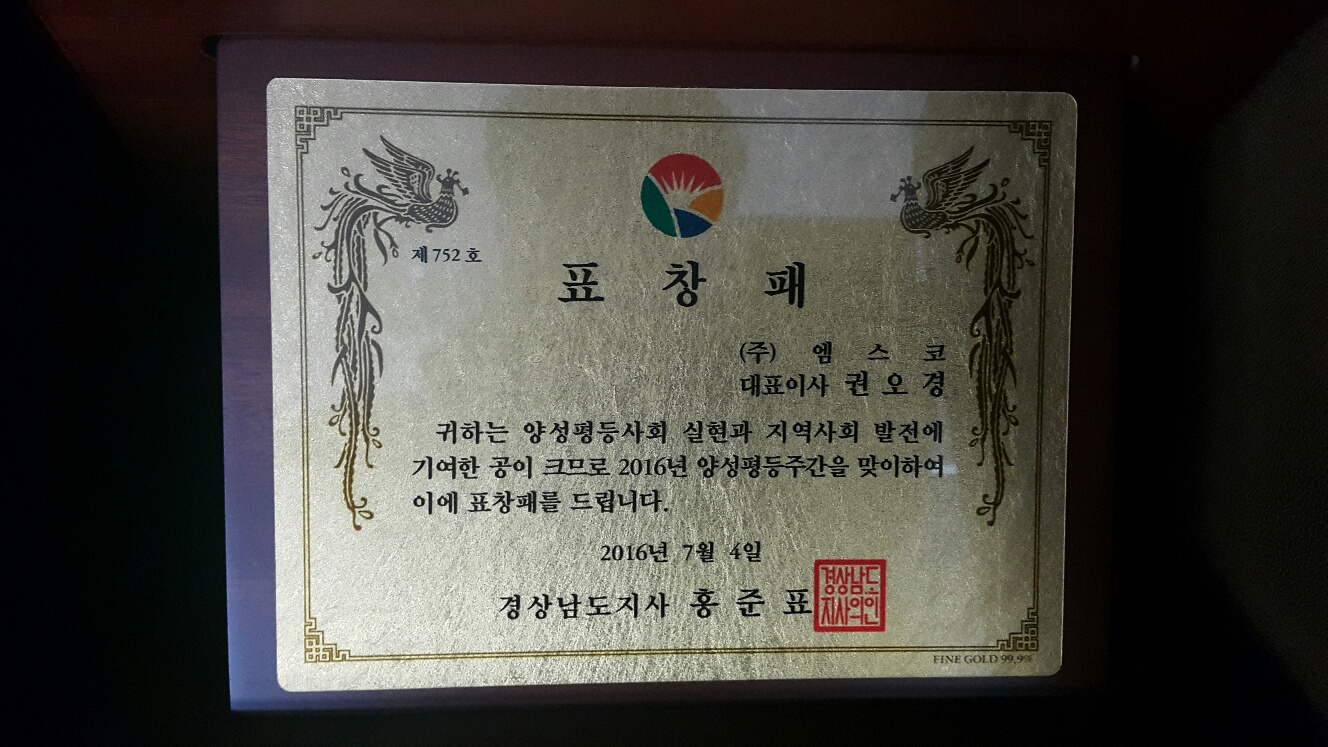 제 752 호
표 창 패
(주) 엠 스 코
대표이사 권 오 경
귀하는 양성평등사회 실현과 지역사회 발전에
기여한 공이 크므로 2016년 양성평등주간을 맞이하여
이에 표창패를 드립니다.
2016년 7월 4일
경상남도지사 홍 준 표
경상남도
지사의인
FINE GOLD 99.9%